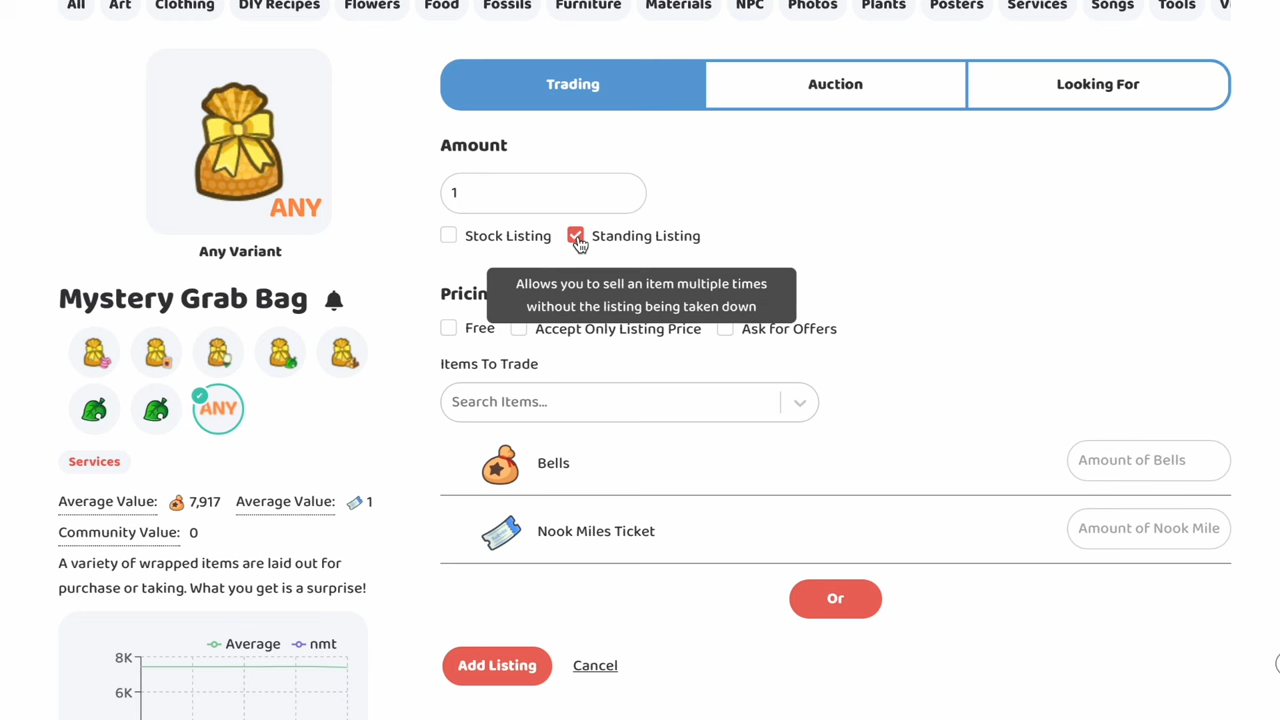 All Art Clothing DIY Recipes Flowers Food Fossils Furniture Materials NPC Photos Plants Posters Services Songs Tools
ANY
Any Variant
Mystery Grab Bag
ANY
Services
Average Value: 7,917 Average Value: 1
Community Value: 0
A variety of wrapped items are laid out for
purchase or taking. What you get is a surprise!
Average nmt
8K
6K
Trading Auction Looking For
Amount
1
Stock Listing Standing Listing
Allows you to sell an item multiple times
without the listing being taken down
Free Accept Only Listing Price Ask for Offers
Items To Trade
Search Items...
Bells Amount of Bells
Nook Miles Ticket Amount of Nook Mile
Or
Add Listing Cancel